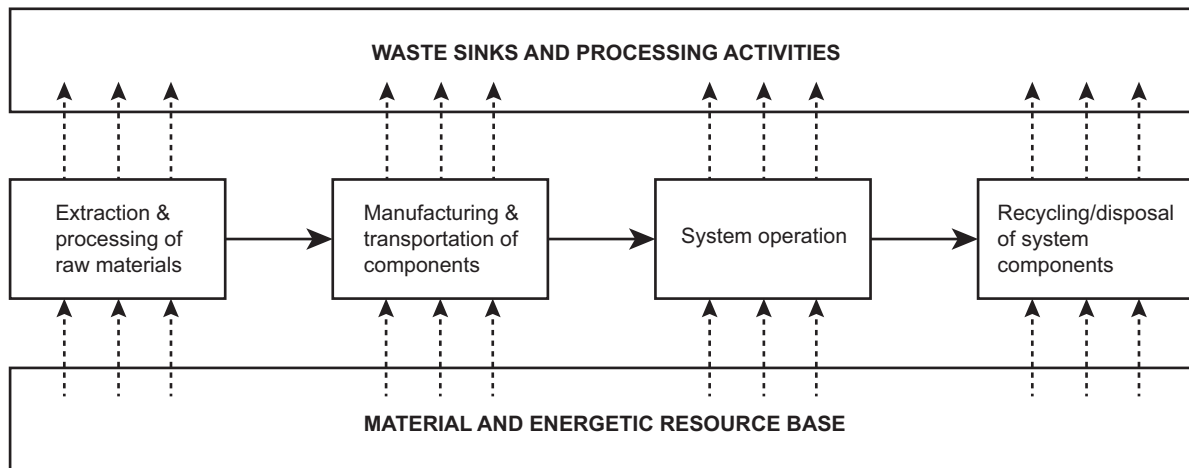 WASTE SINKS AND PROCESSING ACTIVITIES
Extraction &
processing of
raw materials
Manufacturing &
transportation of
components
System operation
Recycling/disposal
of system
components
MATERIAL AND ENERGETIC RESOURCE BASE